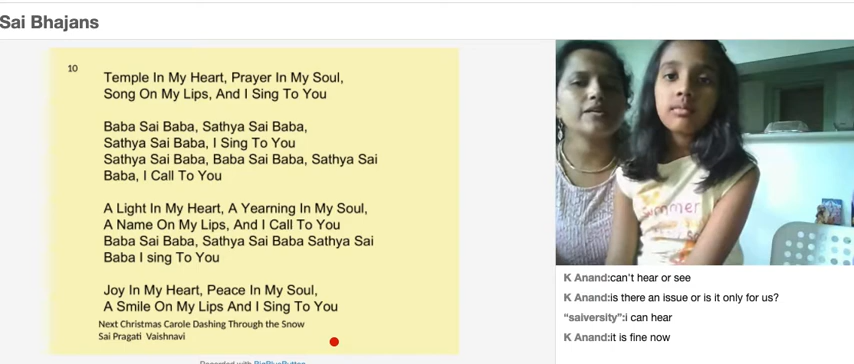 Sai Bhajans
10
Temple In My Heart, Prayer In My Soul,
Song On My Lips, And I Sing To You
Baba Sai Baba, Sathya Sai Baba,
Sathya Sai Baba, I Sing To You
Sathya Sai Baba, Baba Sai Baba, Sathya Sai
Baba, I Call To You
A Light In My Heart, A Yearning In My Soul,
A Name On My Lips, And I Call To You
Baba Sai Baba, Sathya Sai Baba Sathya Sai
Baba I sing To You
Joy In My Heart, Peace In My Soul,
A Smile On My Lips And I Sing To You
Next Christmas Carole Dashing Through the Snow
Sai Pragati Vaishnavi
Recorded with BigBlueButton
summer
K Anand:can't hear or see
K Anand:is there an issue or is it only for us?
"saiversity":i can hear
K Anand:it is fine now